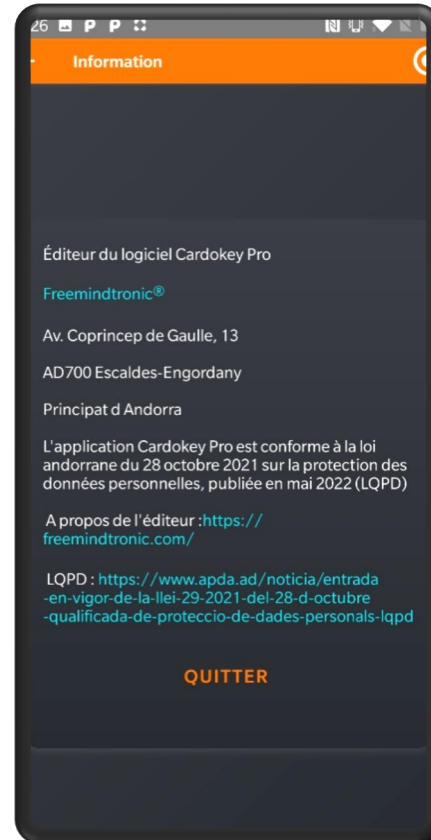 26
Information
Éditeur du logiciel Cardokey Pro
Freemindtronic®
Av. Coprincep de Gaulle, 13
AD700 Escaldes-Engordany
Principat d Andorra
L'application Cardokey Pro est conforme à la loi
andorrane du 28 octobre 2021 sur la protection des
données personnelles, publiée en mai 2022 (LQPD)
A propos de l'éditeur :https://
freemindtronic.com/
LQPD : https://www.apda.ad/noticia/entrada
-en-vigor-de-la-llei-29-2021-del-28-d-octubre
-qualificada-de-proteccio-de-dades-personals-lqpd
QUITTER